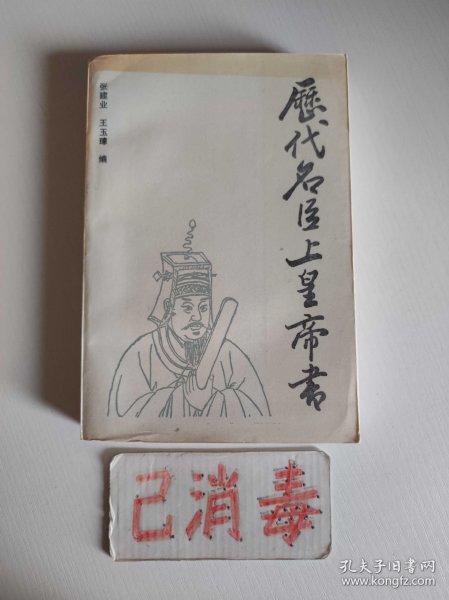 歷代名臣上皇帝書
张建业 王玉璋 编
已消毒
孔夫子旧书网
www.kongfz.com